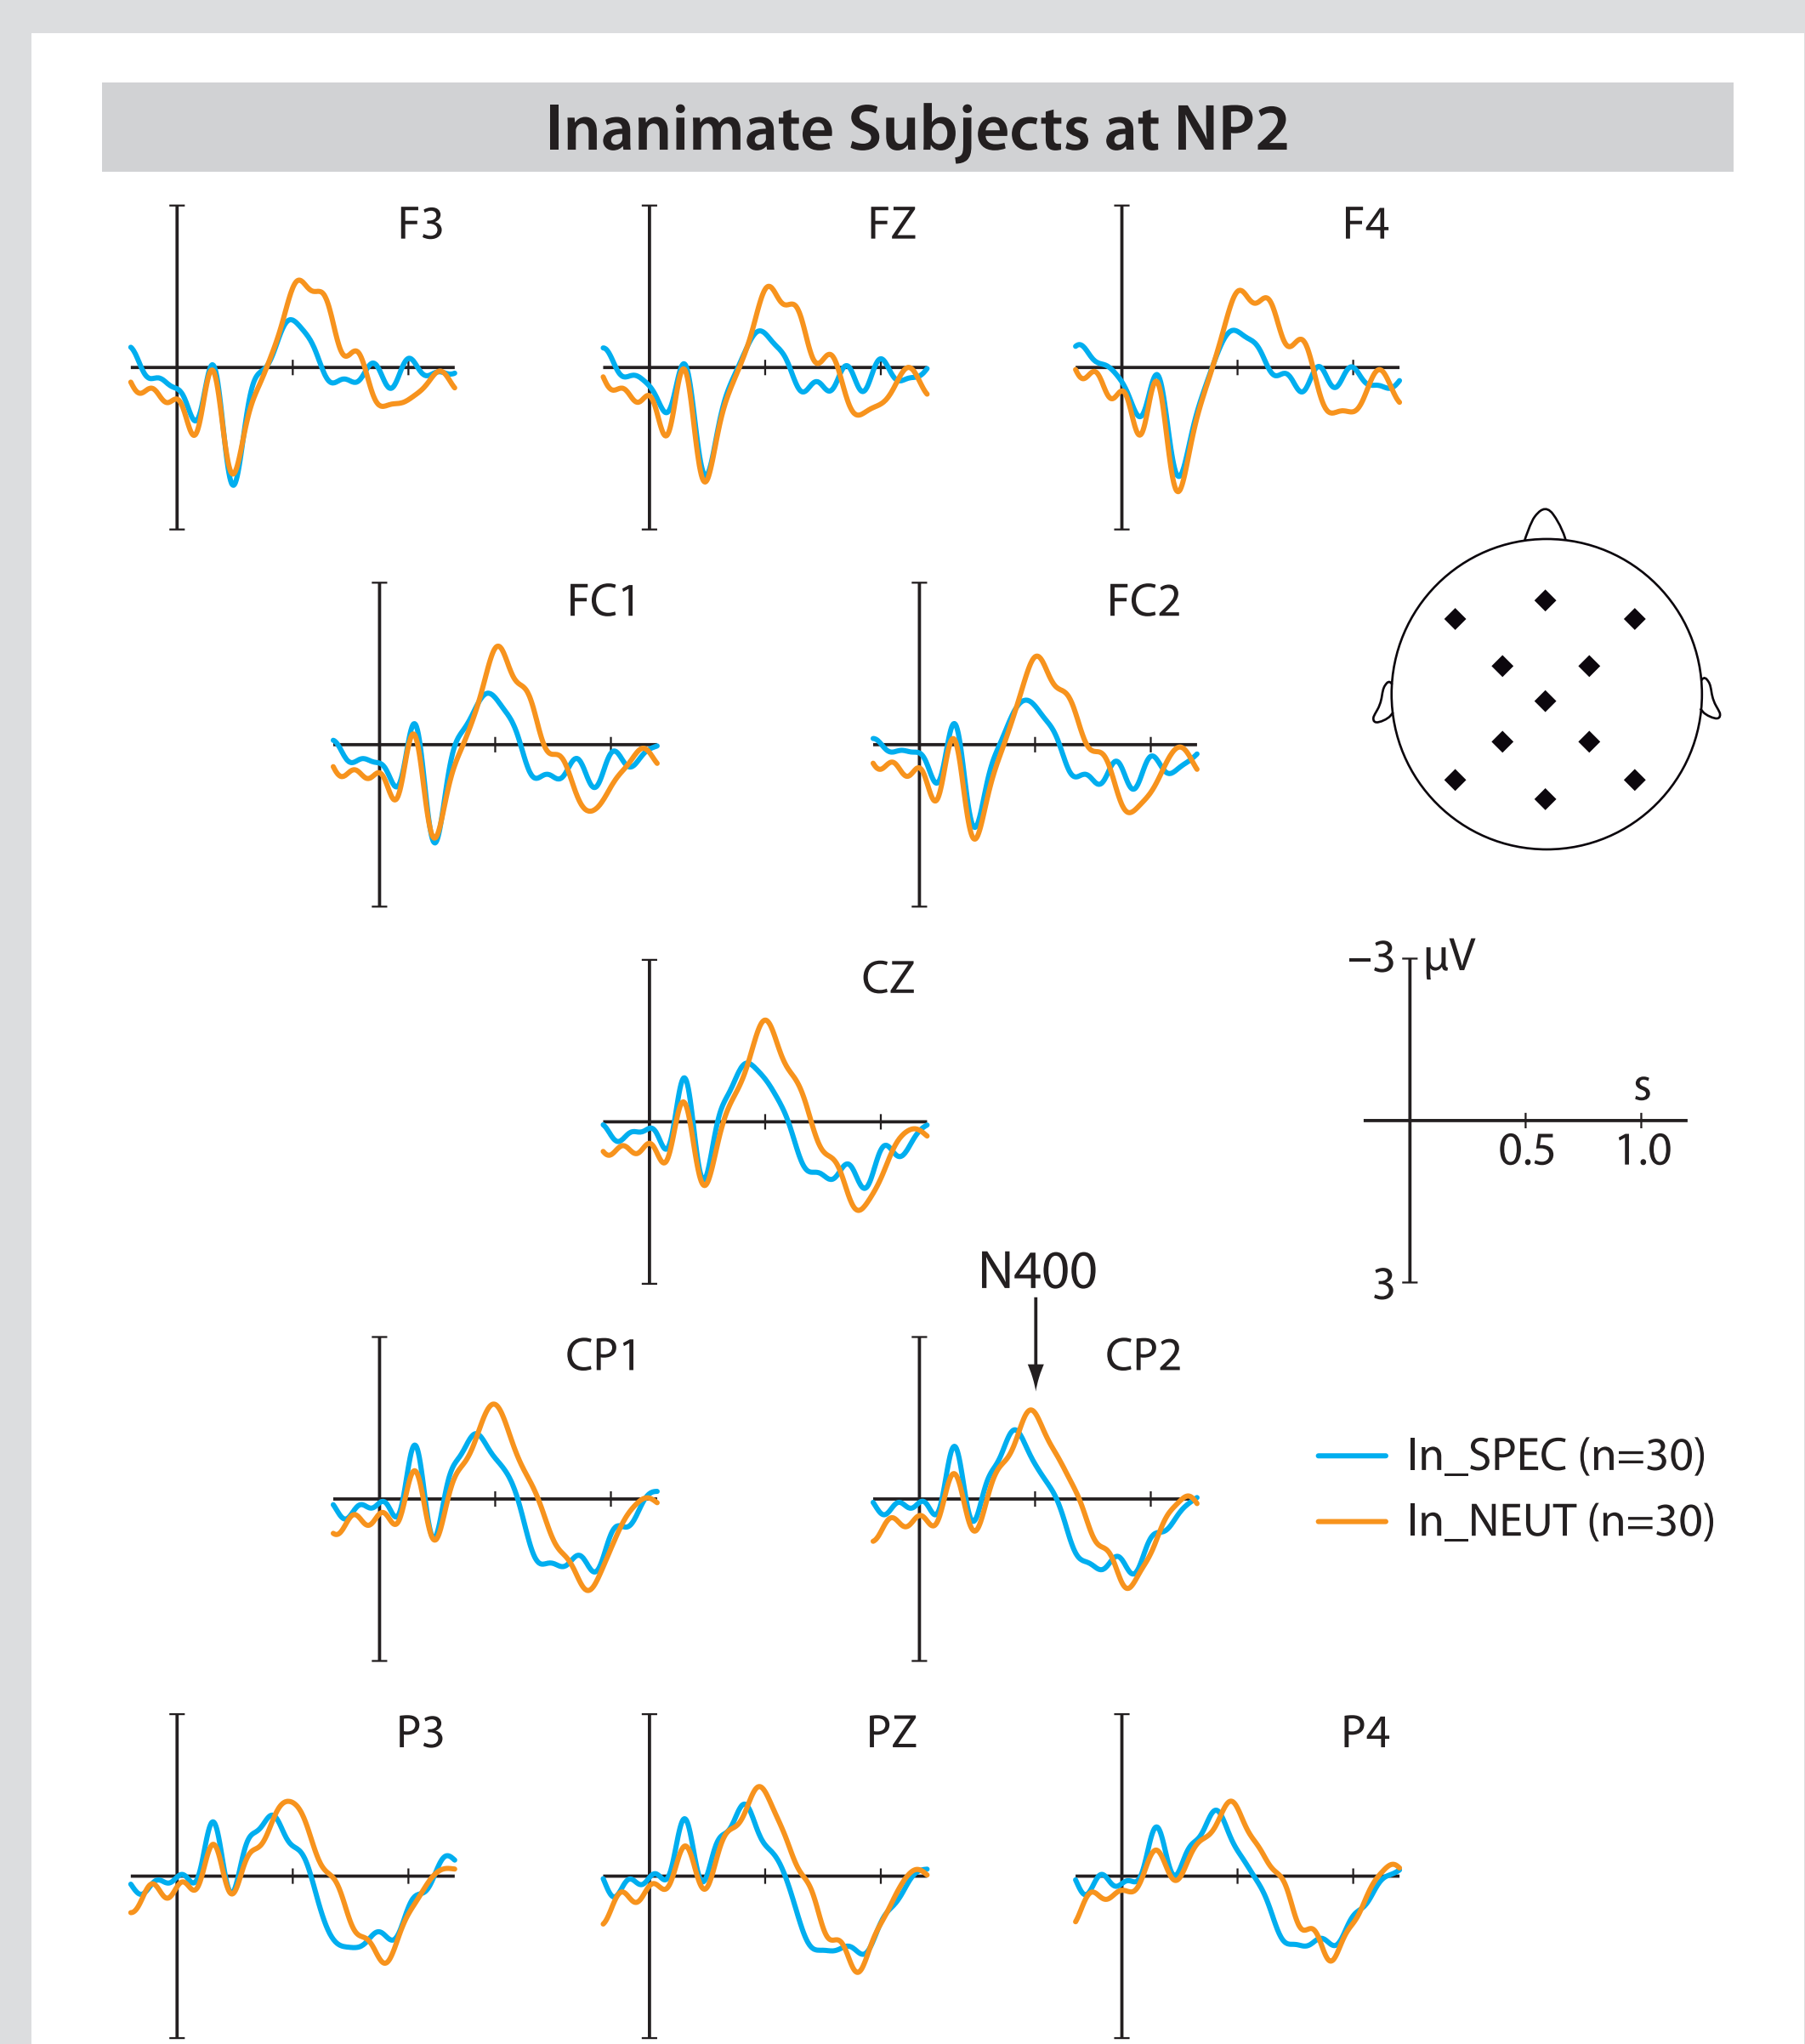 Inanimate Subjects at NP2
F3
FZ
F4
FC1
FC2
CZ
−3 μV
s
0.5 1.0
3
N400
CP1
CP2
In_SPEC (n=30)
In_NEUT (n=30)
P3
PZ
P4